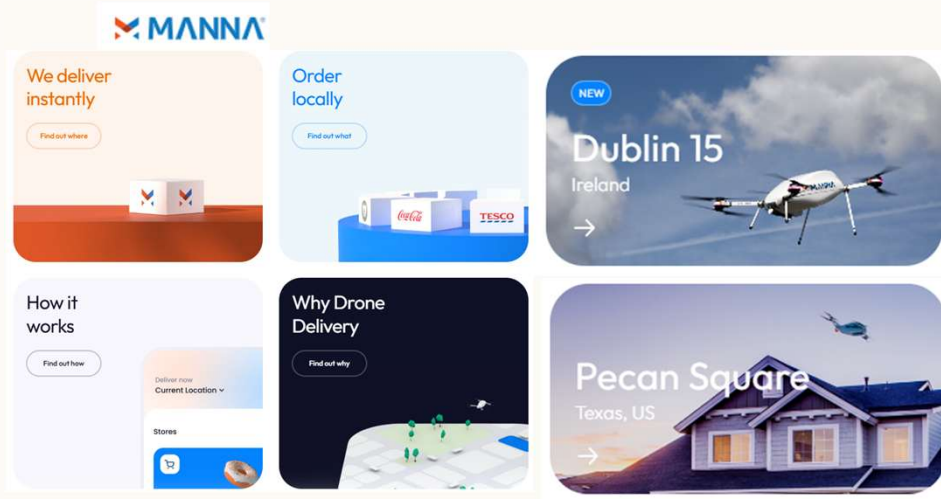 MANNA
We deliver
instantly
Find out where
Order
locally
Find out what
Coca-Cola
TESCO
NEW
Dublin 15
Ireland
MANNA
How it
works
Find out how
Deliver now
Current Location
Stores
Why Drone
Delivery
Find out why
Pecan Square
Texas, US